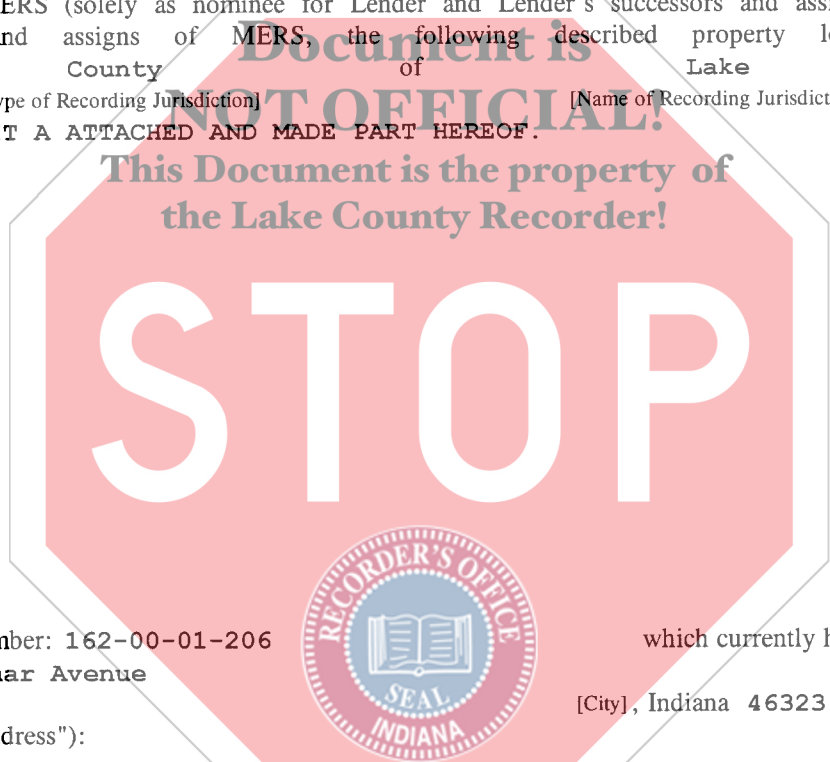 ERS (solely as nominee for Lender and Lender's successors and assi
nd assigns of MERS, the following described property lo
County of Lake
ype of Recording Jurisdiction] [Name of Recording Jurisdict
T A ATTACHED AND MADE PART HEREOF.
Document is
NOT OFFICIAL!
This Document is the property of
the Lake County Recorder!
STOP
RECORDER'S OFFICE
SEAL
INDIANA
mber: 162-00-01-206 which currently h
ar Avenue
[City], Indiana 46323
dress"):